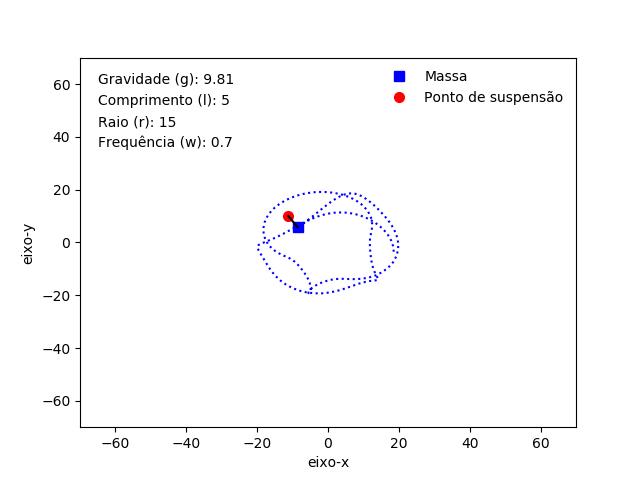 Gravidade (g): 9.81
Comprimento (l): 5
Raio (r): 15
Frequência (w): 0.7
Massa
Ponto de suspensão
60
40
20
0
−20
−40
−60
eixo-y
−60
−40
−20
0
20
40
60
eixo-x